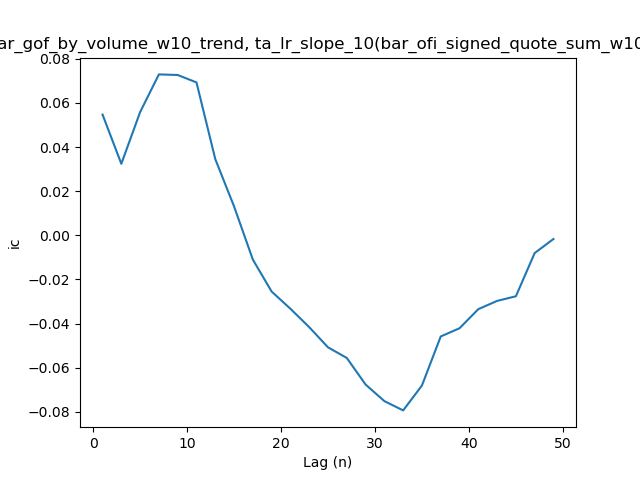 ar_gof_by_volume_w10_trend, ta_lr_slope_10(bar_ofi_signed_quote_sum_w10
0.08
0.06
0.04
0.02
0.00
−0.02
−0.04
−0.06
−0.08
ic
0 10 20 30 40 50
Lag (n)